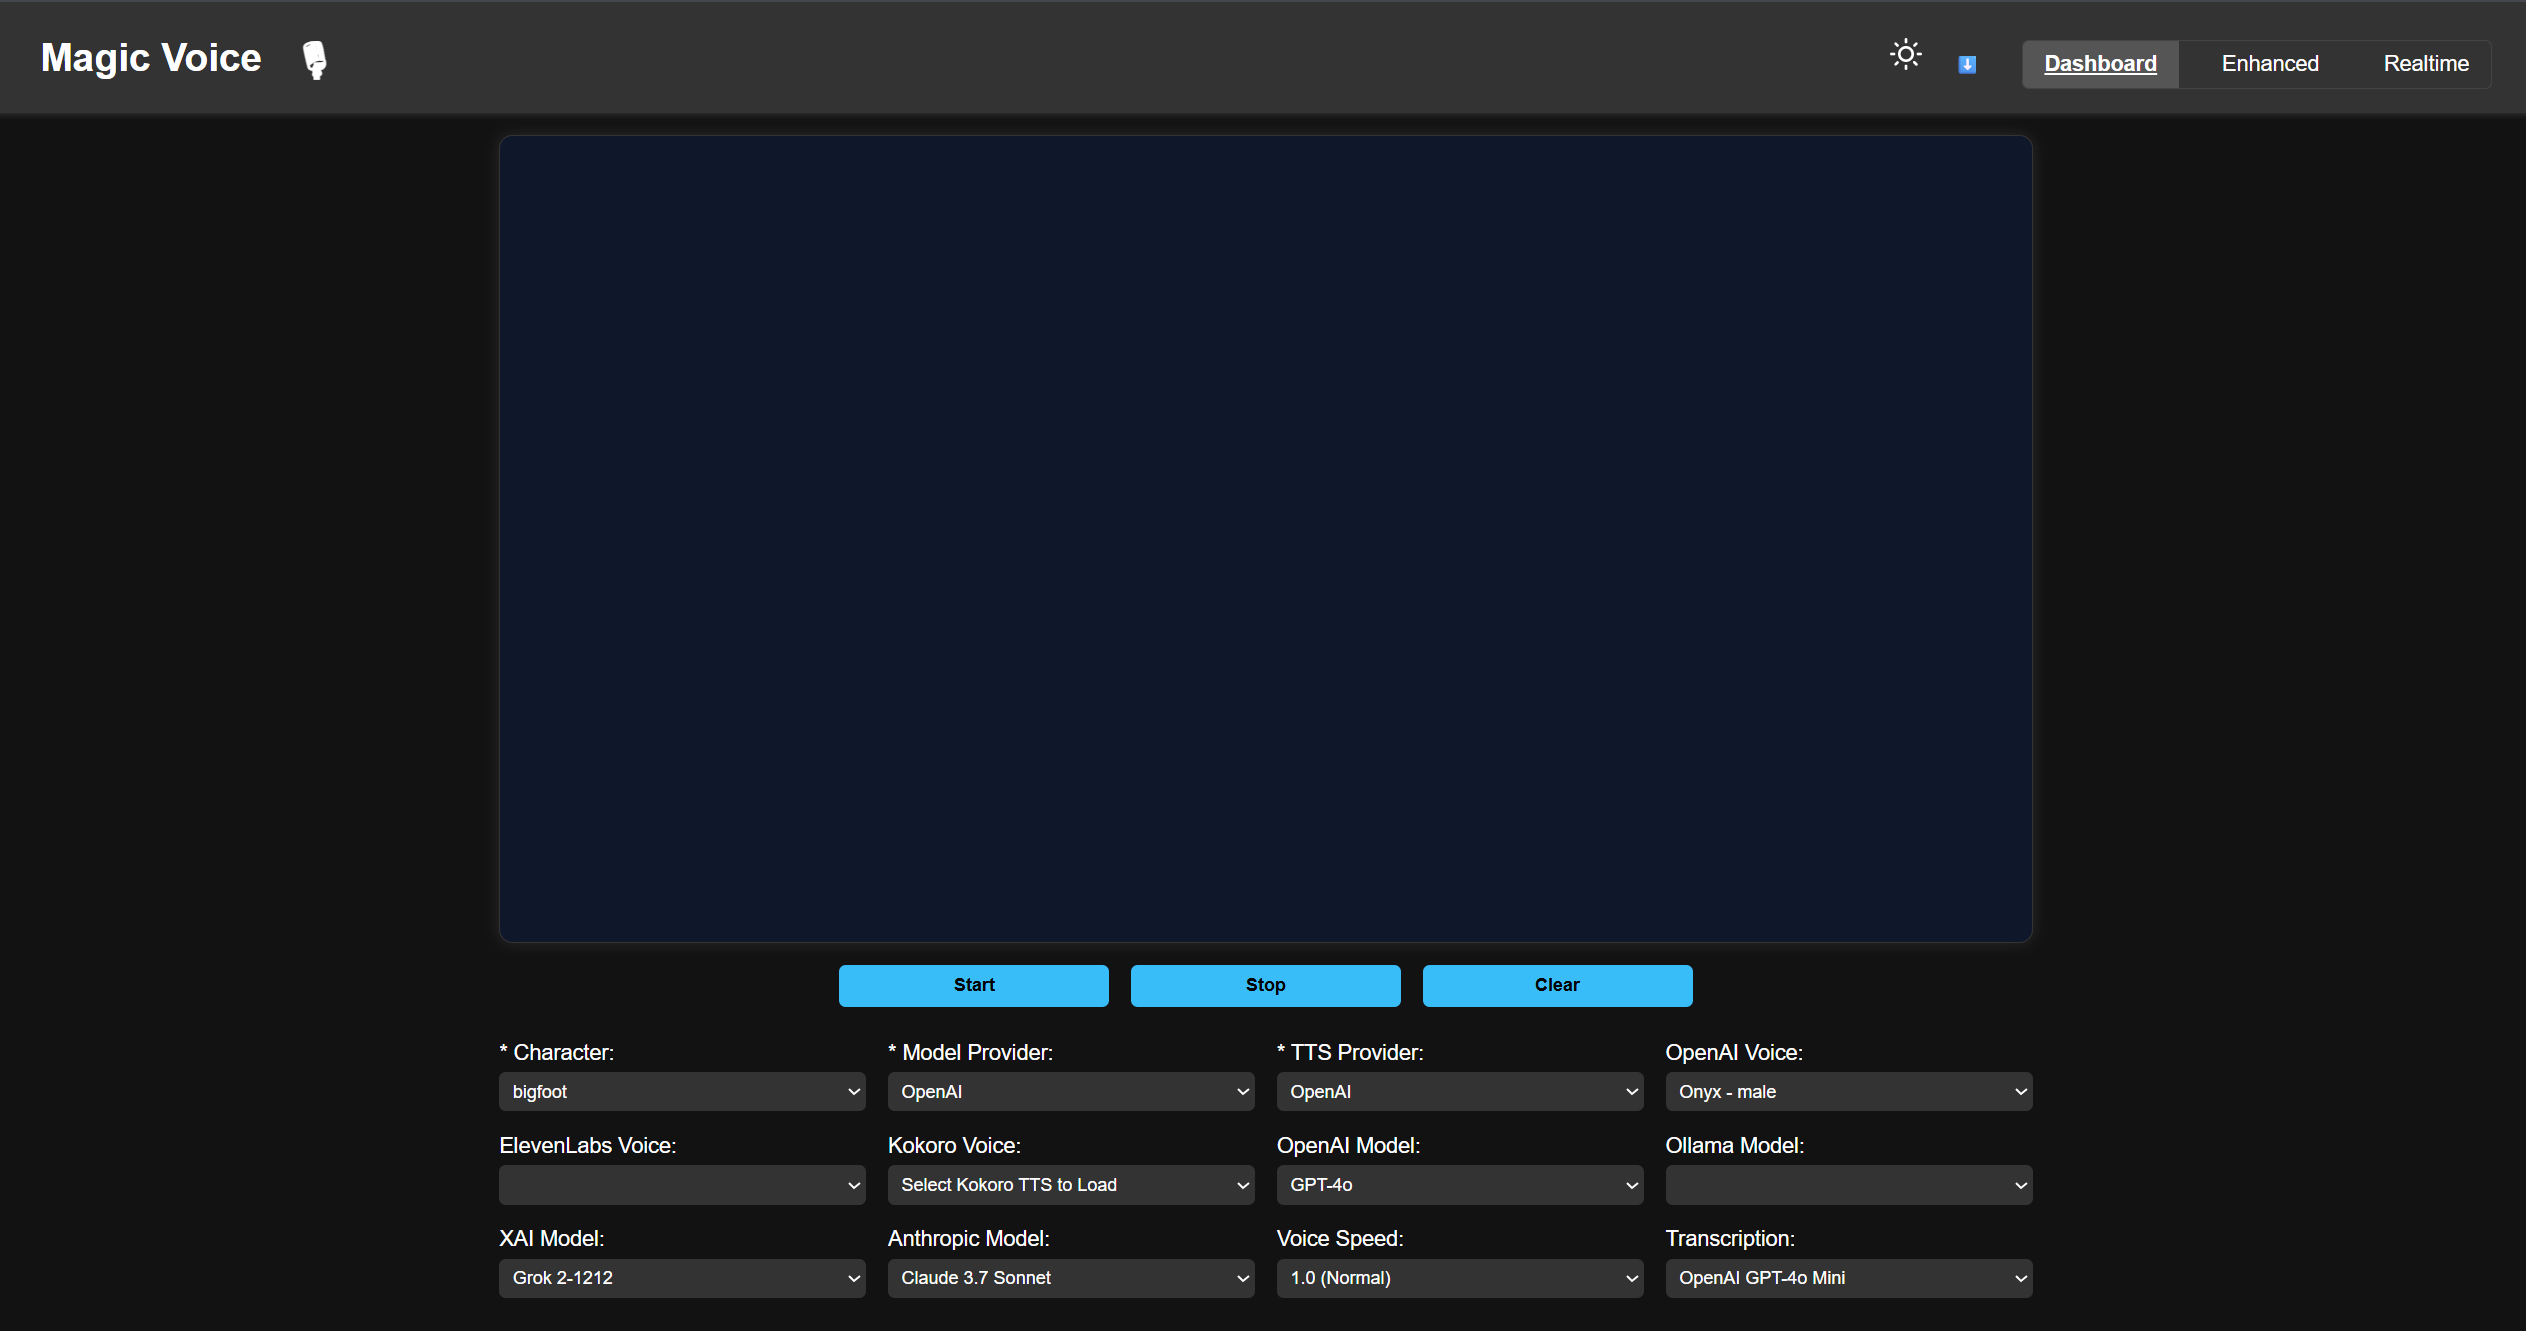 Magic Voice
Dashboard Enhanced Realtime
Start Stop Clear
* Character: * Model Provider: * TTS Provider: OpenAI Voice:
bigfoot OpenAI OpenAI Onyx - male
ElevenLabs Voice: Kokoro Voice: OpenAI Model: Ollama Model:
Select Kokoro TTS to Load GPT-4o
XAI Model: Anthropic Model: Voice Speed: Transcription:
Grok 2-1212 Claude 3.7 Sonnet 1.0 (Normal) OpenAI GPT-4o Mini